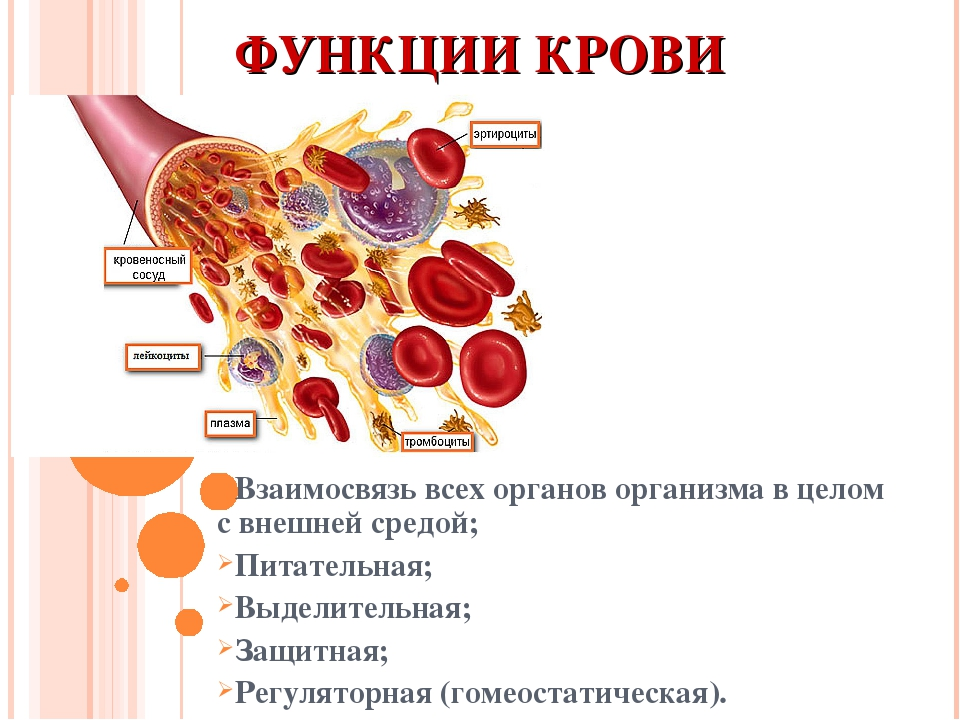 ФУНКЦИИ КРОВИ
эртироциты
кровеносный
сосуд
лейкоциты
плазма
тромбоциты
Взаимосвязь всех органов организма в целом
с внешней средой;
Питательная;
Выделительная;
Защитная;
Регуляторная (гомеостатическая).